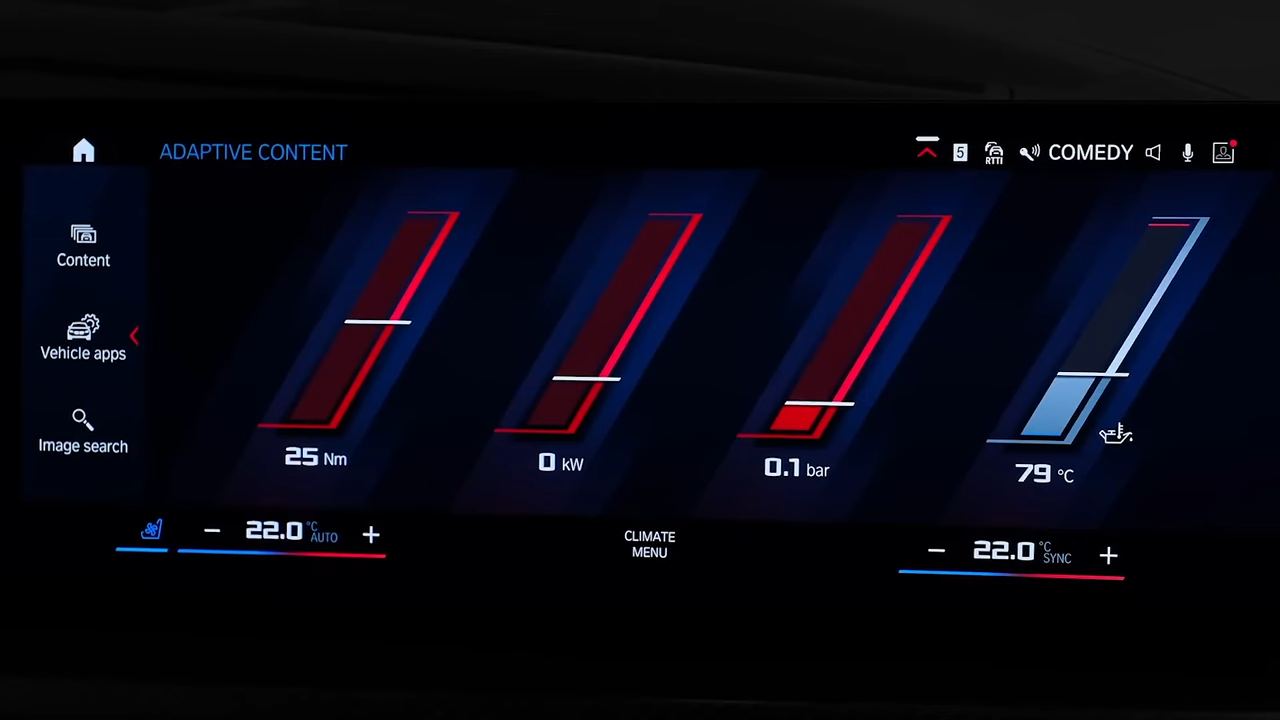 ADAPTIVE CONTENT
5
RTTI
COMEDY
Content
Vehicle apps
Image search
25 Nm
0 kW
0.1 bar
79 °C
22.0 °C AUTO
CLIMATE
MENU
22.0 °C SYNC